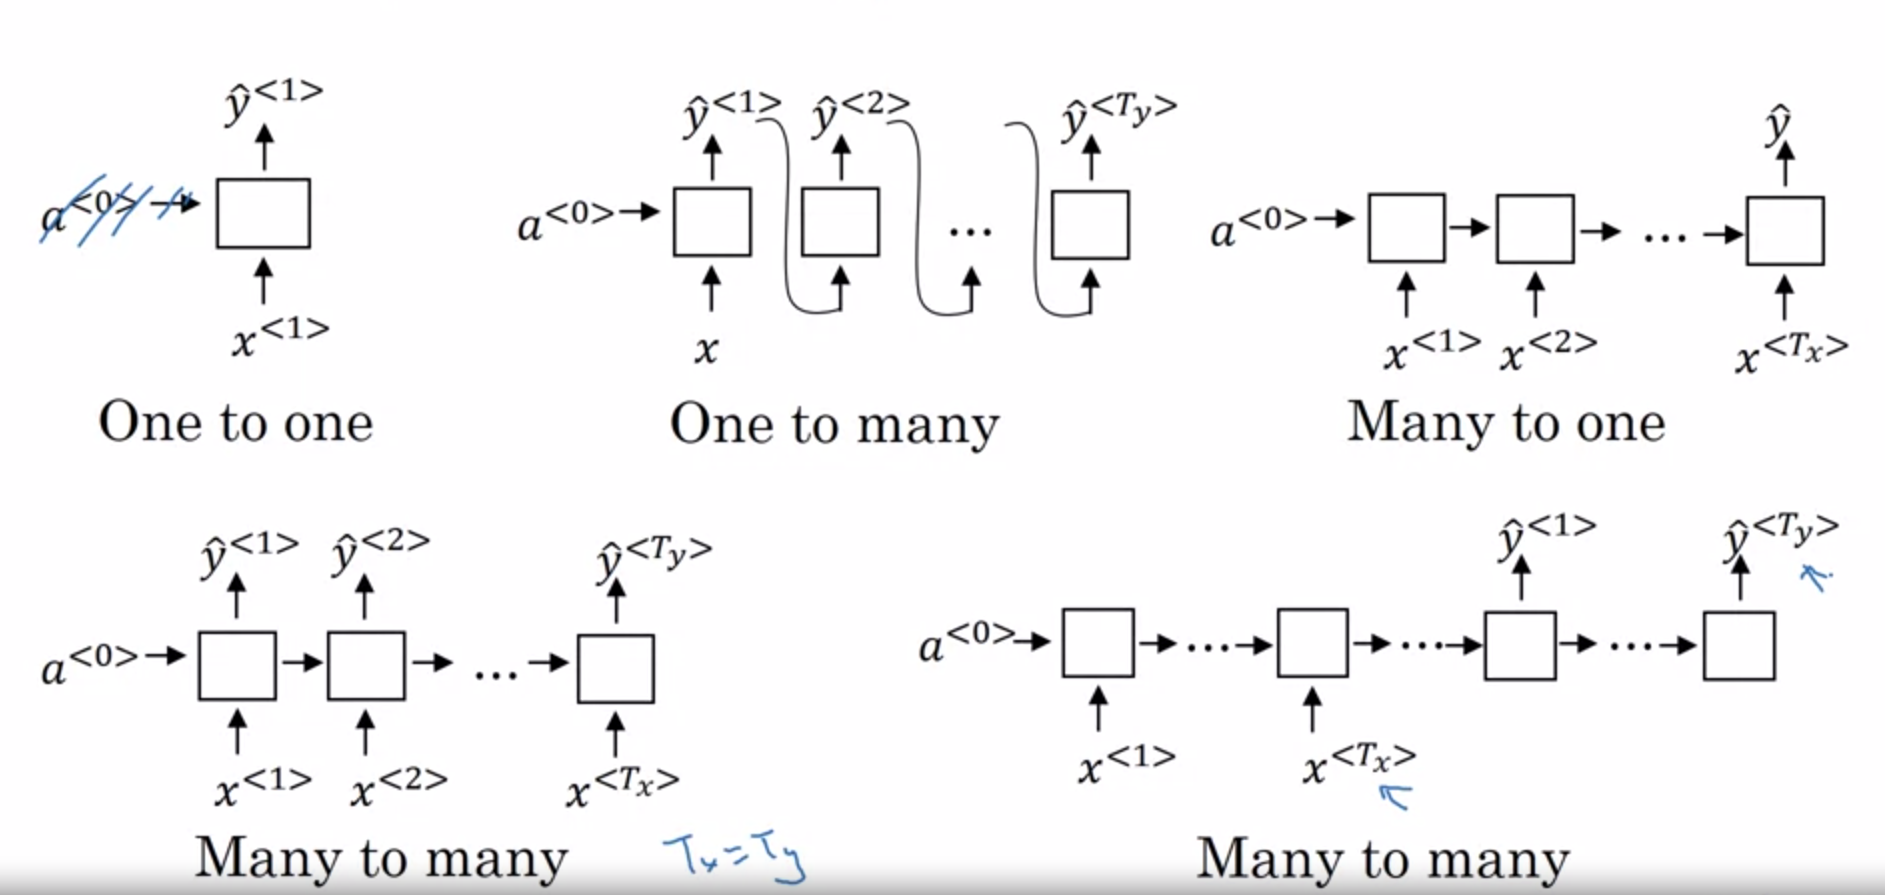 ŷ<1>
a<0>
x<1>
One to one
ŷ<1> ŷ<2> ŷ<Ty>
a<0> ...
x
One to many
ŷ
a<0> ...
x<1> x<2> x<Tx>
Many to one
ŷ<1> ŷ<2> ŷ<Ty>
a<0> ...
x<1> x<2> x<Tx>
Many to many Tx=Ty
ŷ<1> ŷ<Ty>
a<0> ... ... ...
x<1> x<Tx>
Many to many